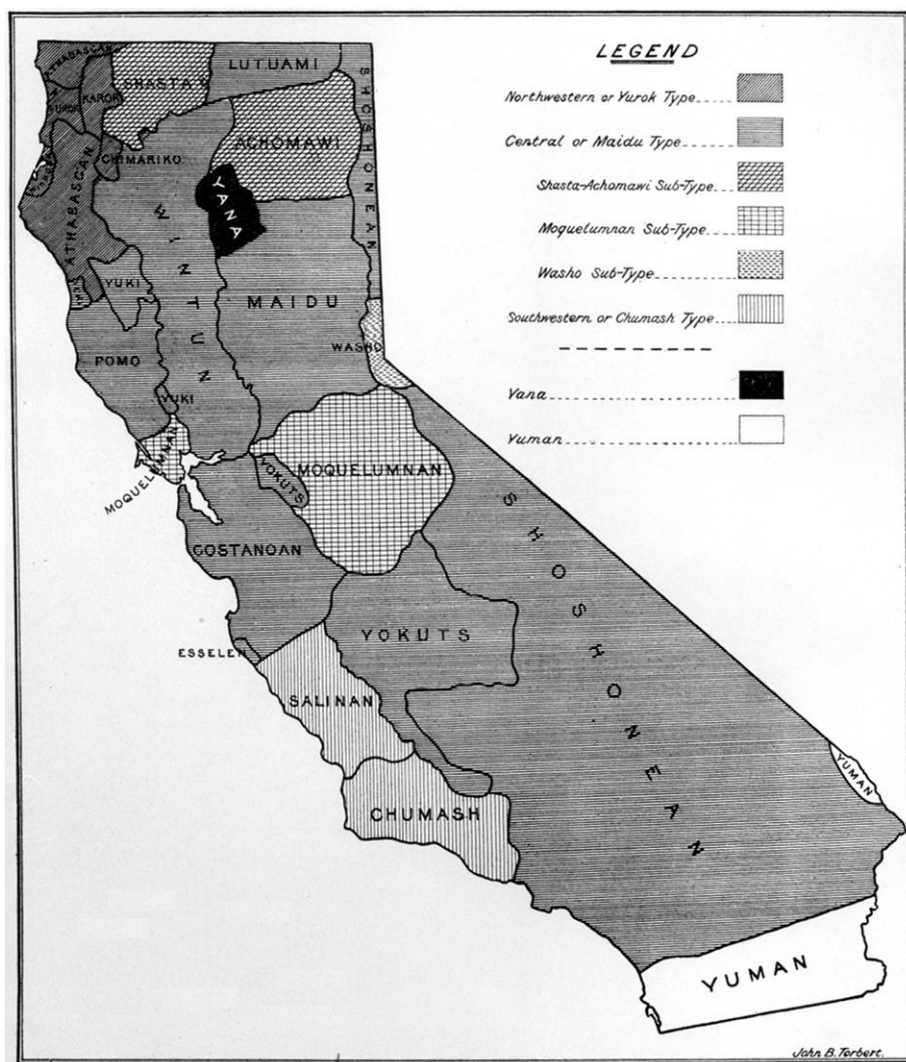 LEGEND
Northwestern or Yurok Type
Central or Maidu Type
Shasta-Achomawi Sub-Type
Moquelumnan Sub-Type
Washo Sub-Type
Southwestern or Chumash Type
Yana
Yuman
ATHABASCAN
SHASTA
LUTUAMI
SHOSHONEAN
YUROK
KAROK
ACHOMAWI
CHIMARIKO
YANA
ATHABASCAN
WINTUN
YUKI
MAIDU
WASHO
POMO
YUKI
MOQUELUMNAN
YOKUTS
MOQUELUMNAN
SHOSHONEAN
COSTANOAN
YOKUTS
ESSELEN
SALINAN
YUMAN
CHUMASH
YUMAN
John B. Torbert.